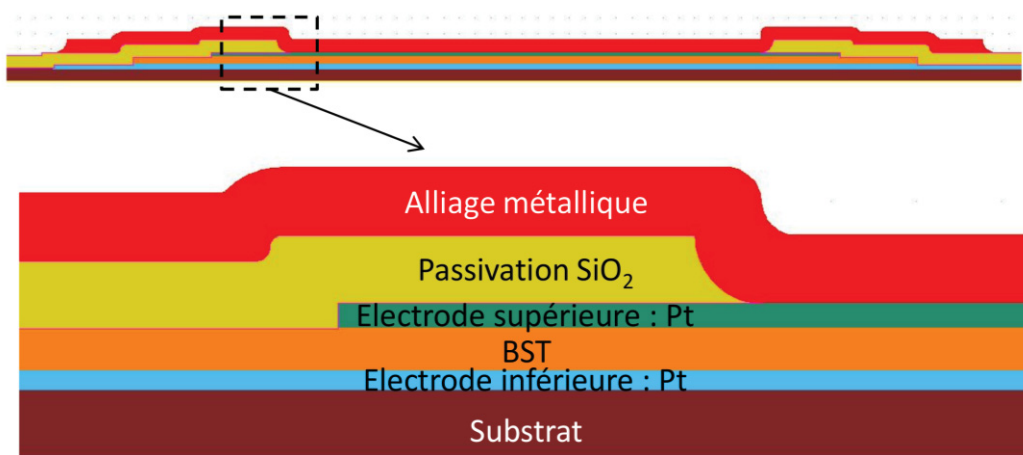 Alliage métallique
Passivation SiO₂
Electrode supérieure : Pt
BST
Electrode inférieure : Pt
Substrat